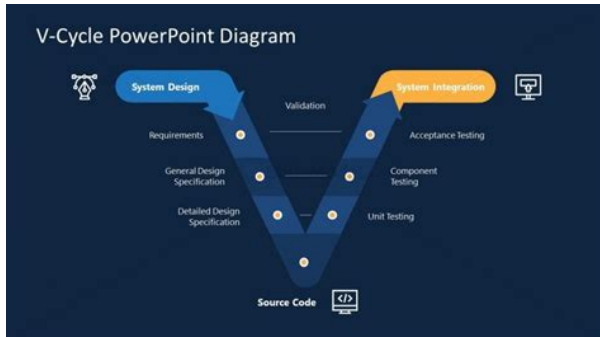 V-Cycle PowerPoint Diagram
System Design
System Integration
Validation
Requirements
Acceptance Testing
General Design
Specification
Component
Testing
Detailed Design
Specification
Unit Testing
Source Code
</>